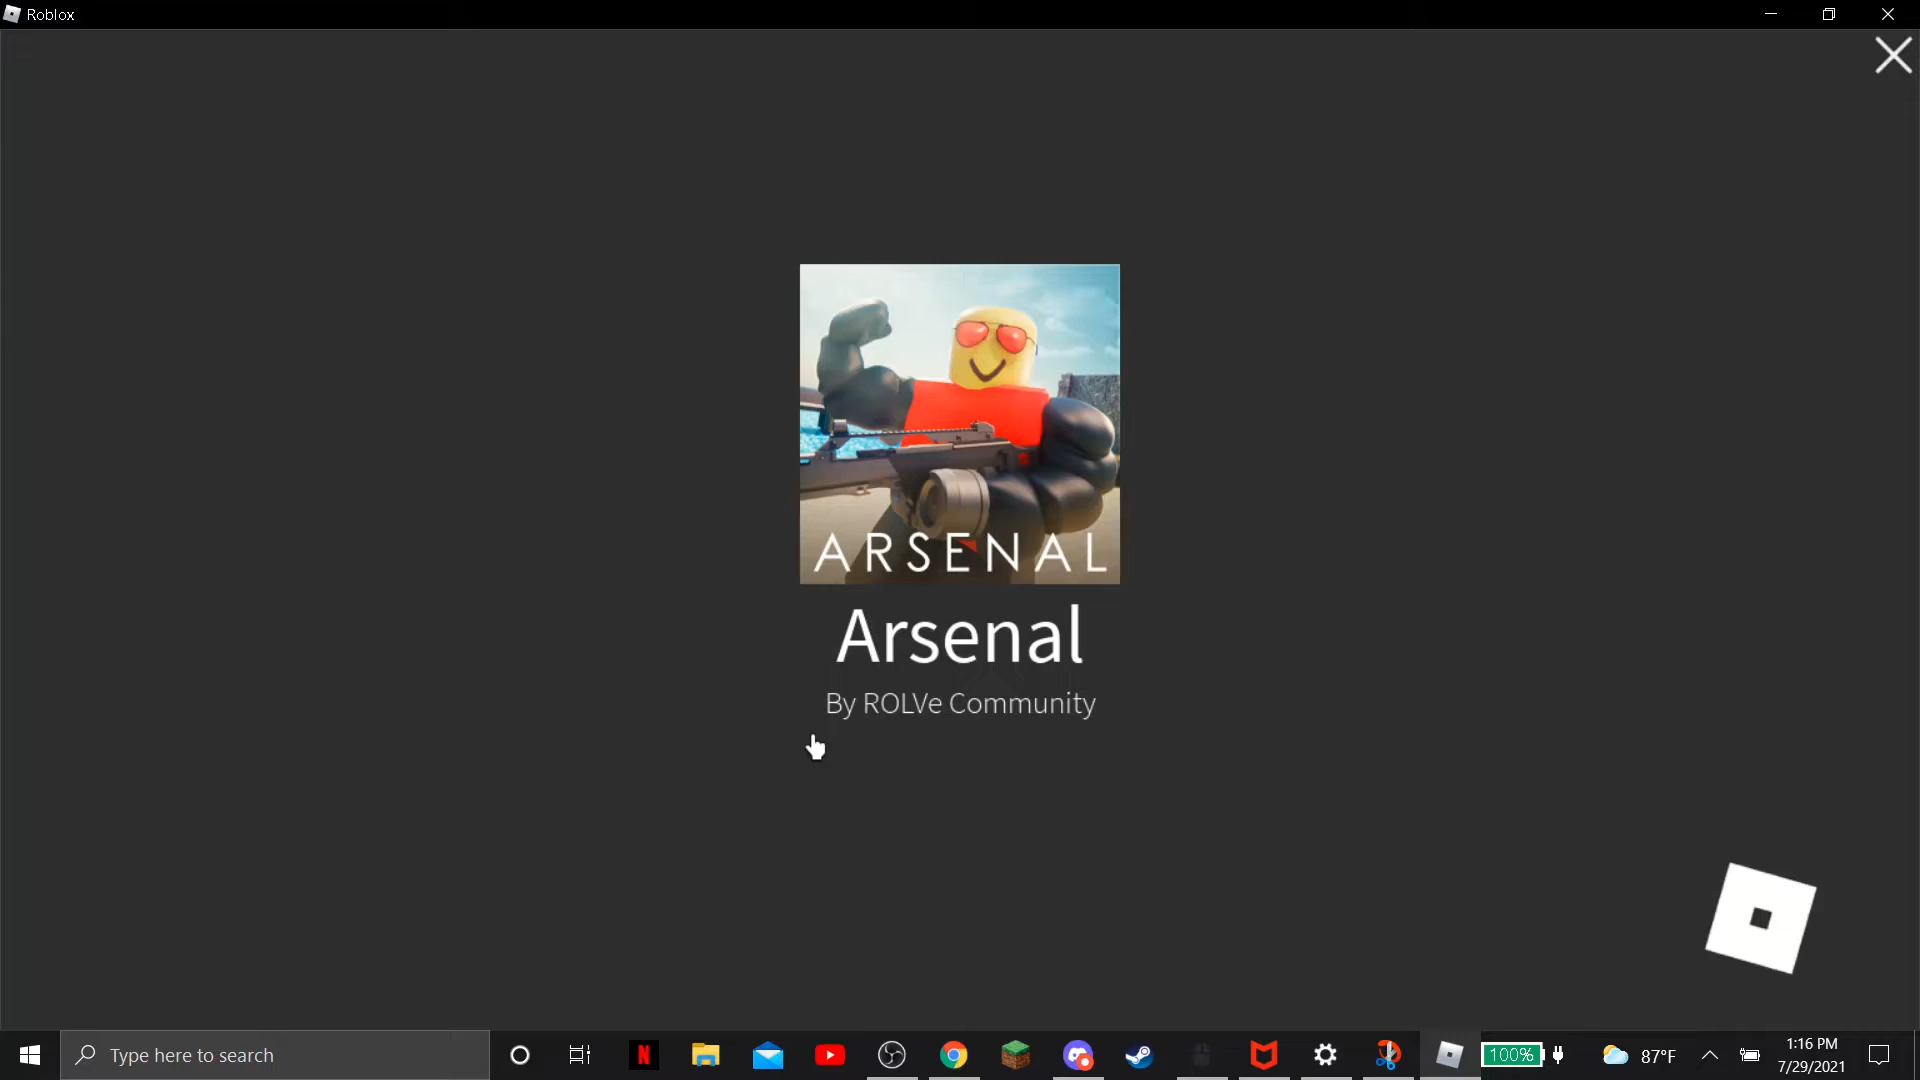 Roblox
ARSENAL
Arsenal
By ROLVe Community
Type here to search
N
100%
87°F
1:16 PM
7/29/2021